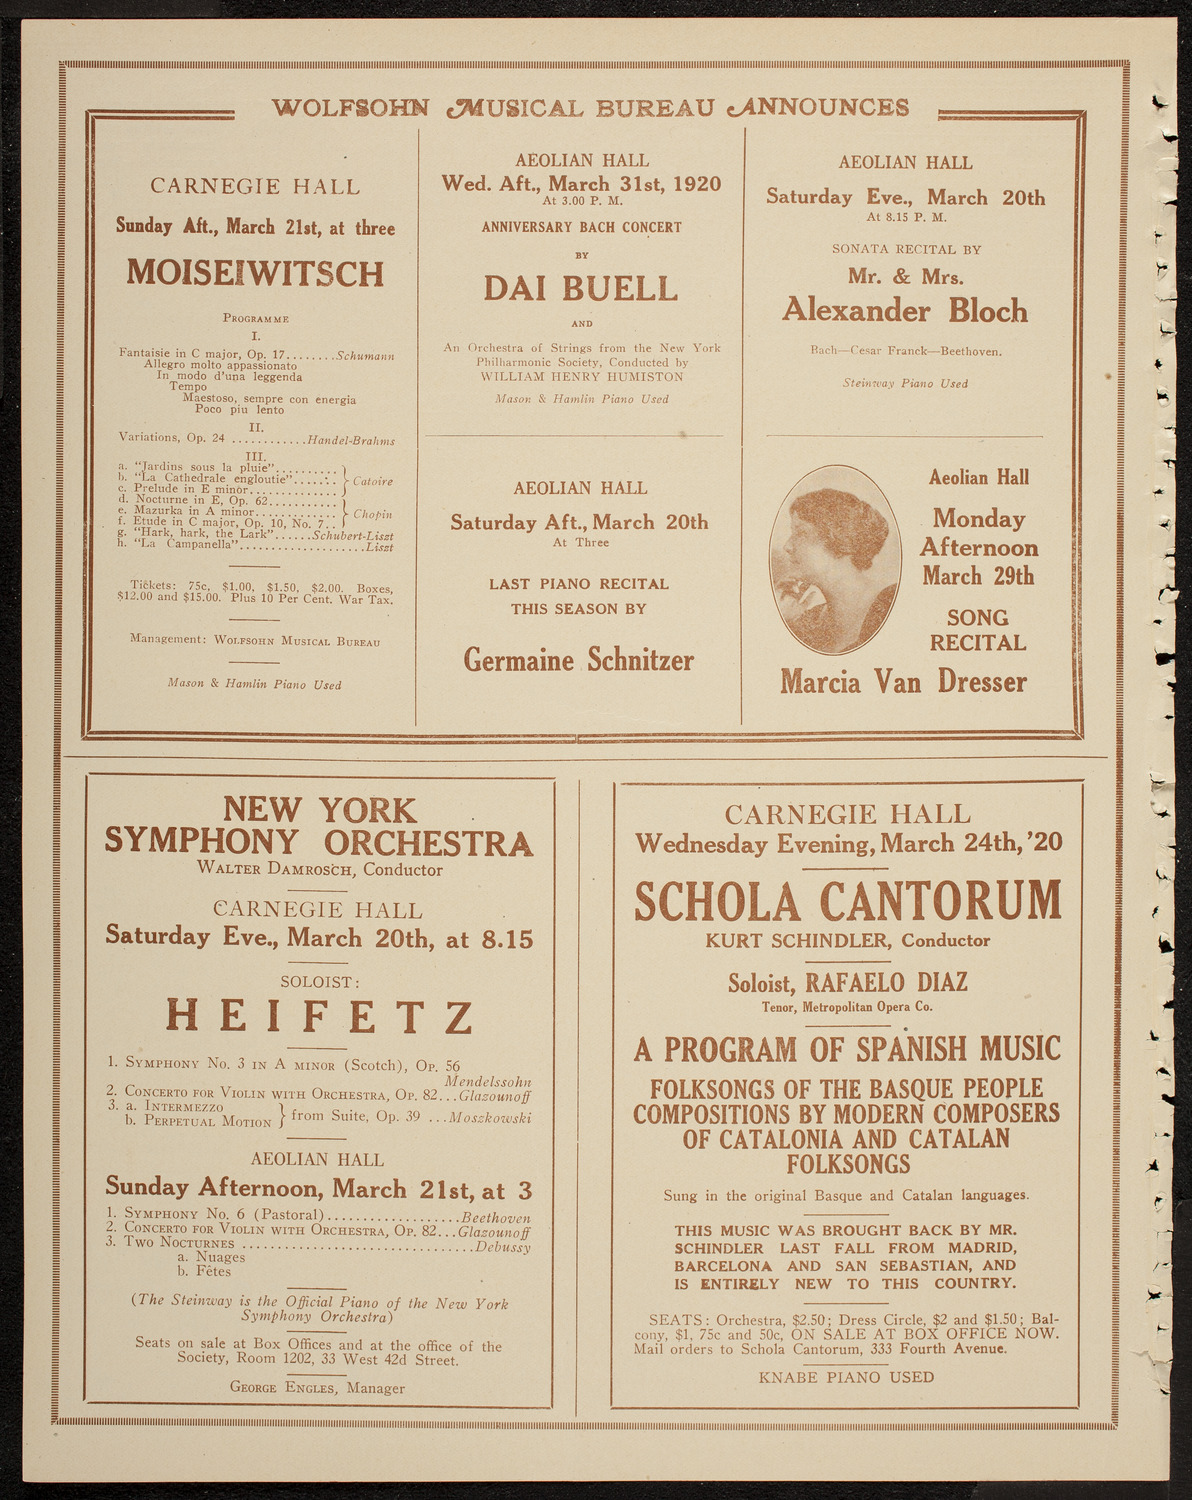 WOLFSOHN MUSICAL BUREAU ANNOUNCES
CARNEGIE HALL
Sunday Aft., March 21st, at three
MOISEIWITSCH
PROGRAMME
I.
Fantaisie in C major, Op. 17........Schumann
Allegro molto appassionato
In modo d'una leggenda
Tempo
Maestoso, sempre con energia
Poco piu lento
II.
Variations, Op. 24 ............Handel-Brahms
III.
a. "Jardins sous la pluie"..........
b. "La Cathedrale engloutie".......
c. Prelude in E minor.............
} Catoire
d. Nocturne in E, Op. 62..........
e. Mazurka in A minor............
f. Etude in C major, Op. 10, No. 7..
} Chopin
g. "Hark, hark, the Lark"......Schubert-Liszt
h. "La Campanella"....................Liszt
Tickets: 75c, $1.00, $1.50, $2.00. Boxes,
$12.00 and $15.00. Plus 10 Per Cent. War Tax.
Management: WOLFSOHN MUSICAL BUREAU
Mason & Hamlin Piano Used
AEOLIAN HALL
Wed. Aft., March 31st, 1920
At 3.00 P. M.
ANNIVERSARY BACH CONCERT
BY
DAI BUELL
AND
An Orchestra of Strings from the New York
Philharmonic Society, Conducted by
WILLIAM HENRY HUMISTON
Mason & Hamlin Piano Used
AEOLIAN HALL
Saturday Aft., March 20th
At Three
LAST PIANO RECITAL
THIS SEASON BY
Germaine Schnitzer
AEOLIAN HALL
Saturday Eve., March 20th
At 8.15 P. M.
SONATA RECITAL BY
Mr. & Mrs.
Alexander Bloch
Bach—Cesar Franck—Beethoven.
Steinway Piano Used
Aeolian Hall
Monday
Afternoon
March 29th
SONG
RECITAL
Marcia Van Dresser
NEW YORK
SYMPHONY ORCHESTRA
WALTER DAMROSCH, Conductor
CARNEGIE HALL
Saturday Eve., March 20th, at 8.15
SOLOIST:
HEIFETZ
1. SYMPHONY NO. 3 IN A MINOR (Scotch), OP. 56
Mendelssohn
2. CONCERTO FOR VIOLIN WITH ORCHESTRA, OP. 82...Glazounoff
3. a. INTERMEZZO
b. PERPETUAL MOTION } from Suite, Op. 39 ...Moszkowski
AEOLIAN HALL
Sunday Afternoon, March 21st, at 3
1. SYMPHONY NO. 6 (Pastoral)...................Beethoven
2. CONCERTO FOR VIOLIN WITH ORCHESTRA, OP. 82...Glazounoff
3. TWO NOCTURNES .................................Debussy
a. Nuages
b. Fêtes
(The Steinway is the Official Piano of the New York
Symphony Orchestra)
Seats on sale at Box Offices and at the office of the
Society, Room 1202, 33 West 42d Street.
GEORGE ENGLES, Manager
CARNEGIE HALL
Wednesday Evening, March 24th, '20
SCHOLA CANTORUM
KURT SCHINDLER, Conductor
Soloist, RAFAELO DIAZ
Tenor, Metropolitan Opera Co.
A PROGRAM OF SPANISH MUSIC
FOLKSONGS OF THE BASQUE PEOPLE
COMPOSITIONS BY MODERN COMPOSERS
OF CATALONIA AND CATALAN
FOLKSONGS
Sung in the original Basque and Catalan languages.
THIS MUSIC WAS BROUGHT BACK BY MR.
SCHINDLER LAST FALL FROM MADRID,
BARCELONA AND SAN SEBASTIAN, AND
IS ENTIRELY NEW TO THIS COUNTRY.
SEATS: Orchestra, $2.50; Dress Circle, $2 and $1.50; Bal-
cony, $1, 75c and 50c, ON SALE AT BOX OFFICE NOW.
Mail orders to Schola Cantorum, 333 Fourth Avenue.
KNABE PIANO USED